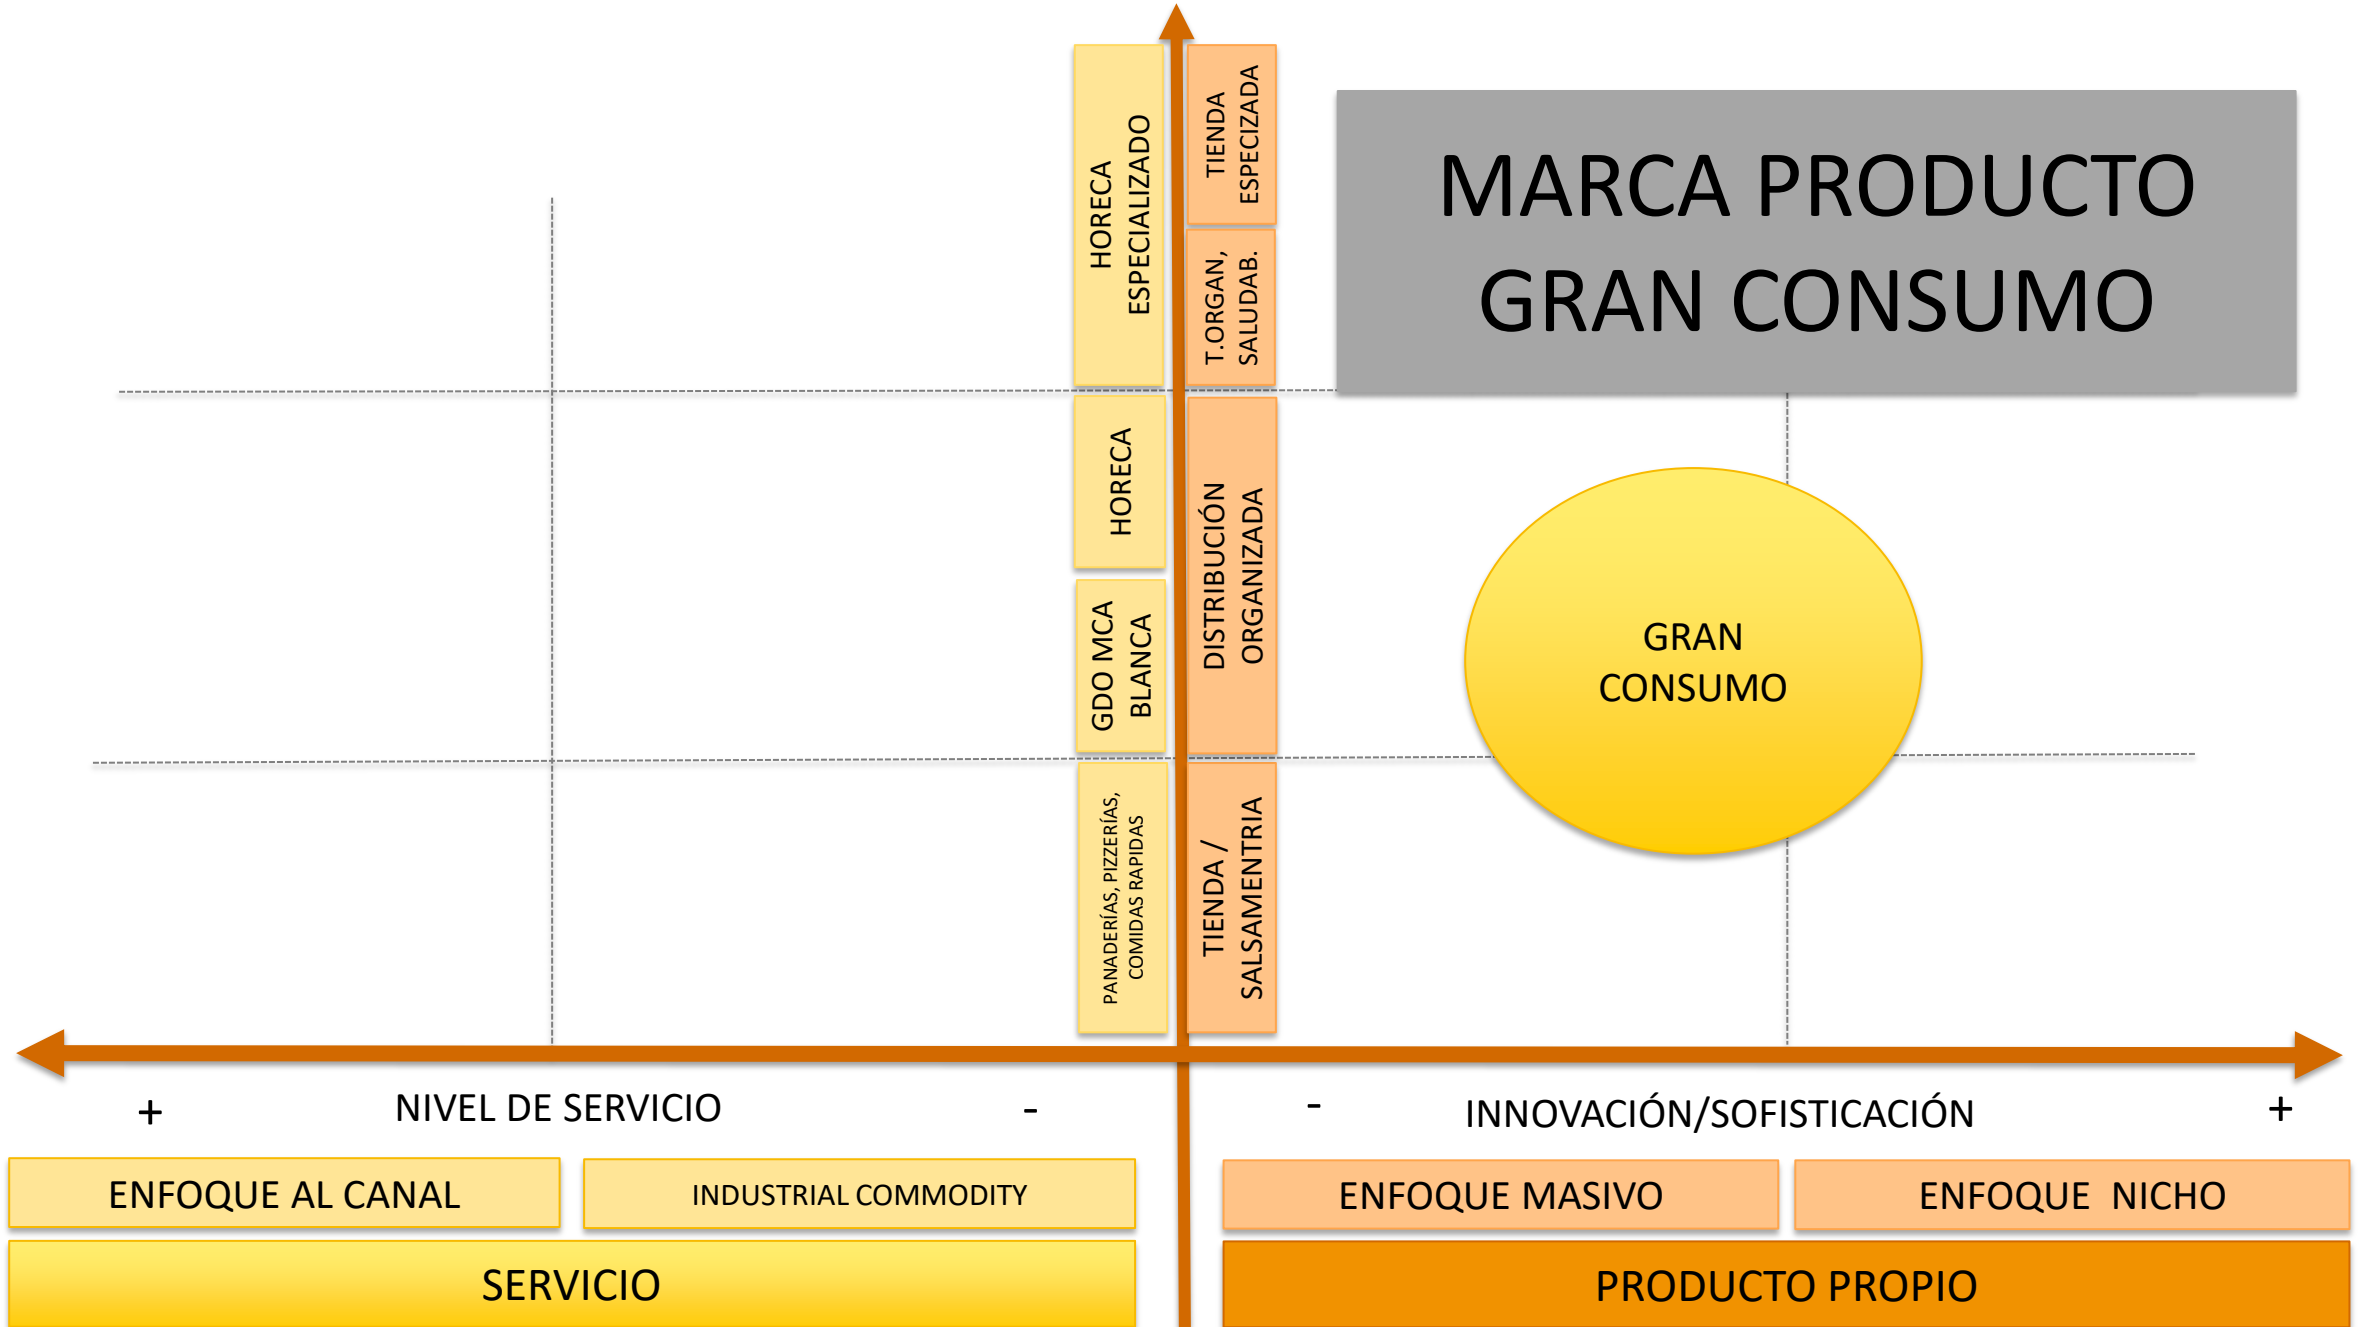 HORECA
ESPECIALIZADO
TIENDA
ESPECIZADA
MARCA PRODUCTO
GRAN CONSUMO
T.ORGAN,
SALUDAB.
HORECA
DISTRIBUCIÓN
ORGANIZADA
GDO MCA
BLANCA
GRAN
CONSUMO
PANADERÍAS, PIZZERÍAS,
COMIDAS RAPIDAS
TIENDA /
SALSAMENTRIA
+ NIVEL DE SERVICIO -
- INNOVACIÓN/SOFISTICACIÓN +
ENFOQUE AL CANAL
INDUSTRIAL COMMODITY
ENFOQUE MASIVO
ENFOQUE NICHO
SERVICIO
PRODUCTO PROPIO